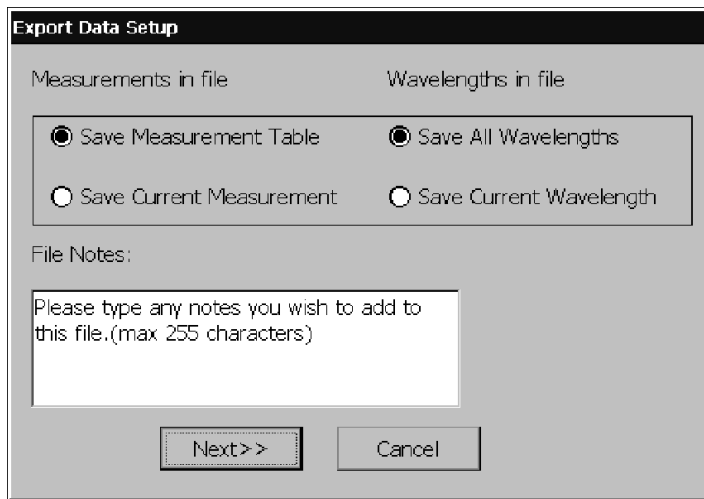 Export Data Setup
Measurements in file
Wavelengths in file
Save Measurement Table
Save All Wavelengths
Save Current Measurement
Save Current Wavelength
File Notes:
Please type any notes you wish to add to
this file.(max 255 characters)
Next>>
Cancel